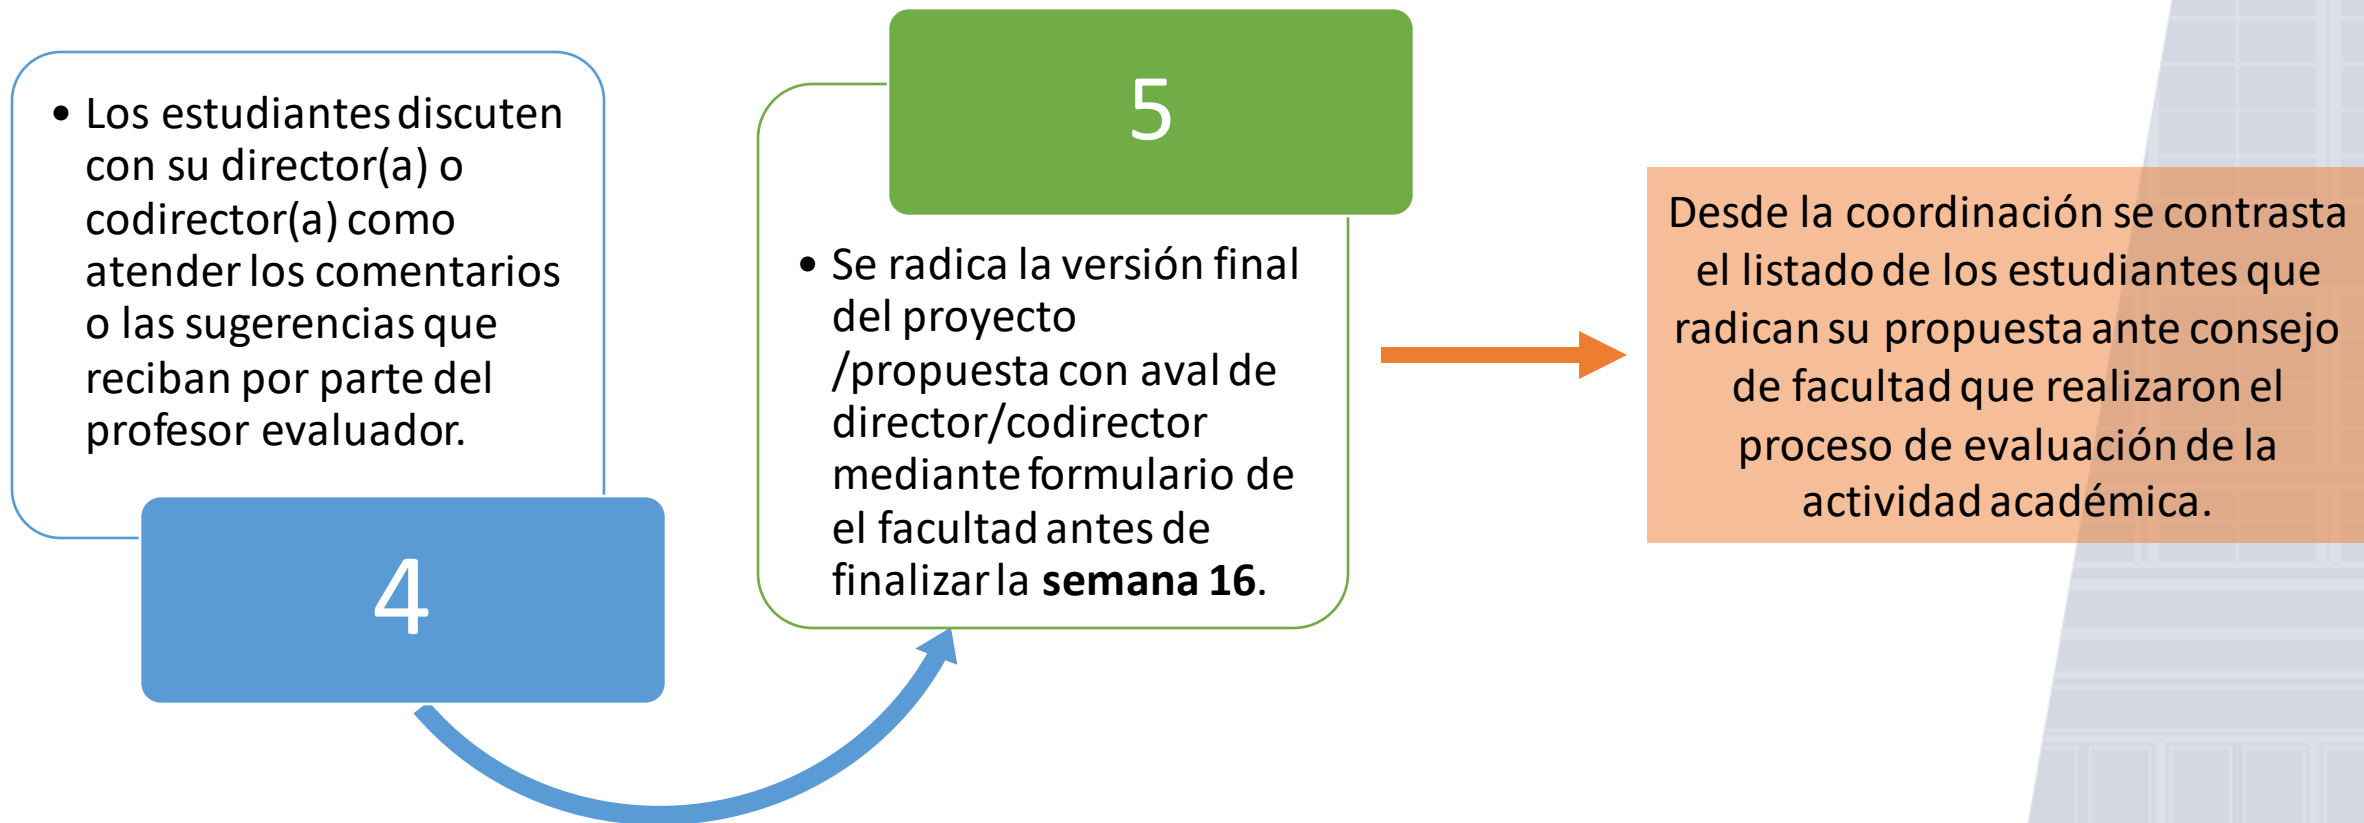 • Los estudiantes discuten
con su director(a) o
codirector(a) como
atender los comentarios
o las sugerencias que
reciban por parte del
profesor evaluador.
4
5
• Se radica la versión final
del proyecto
/propuesta con aval de
director/codirector
mediante formulario de
el facultad antes de
finalizar la semana 16.
Desde la coordinación se contrasta
el listado de los estudiantes que
radican su propuesta ante consejo
de facultad que realizaron el
proceso de evaluación de la
actividad académica.